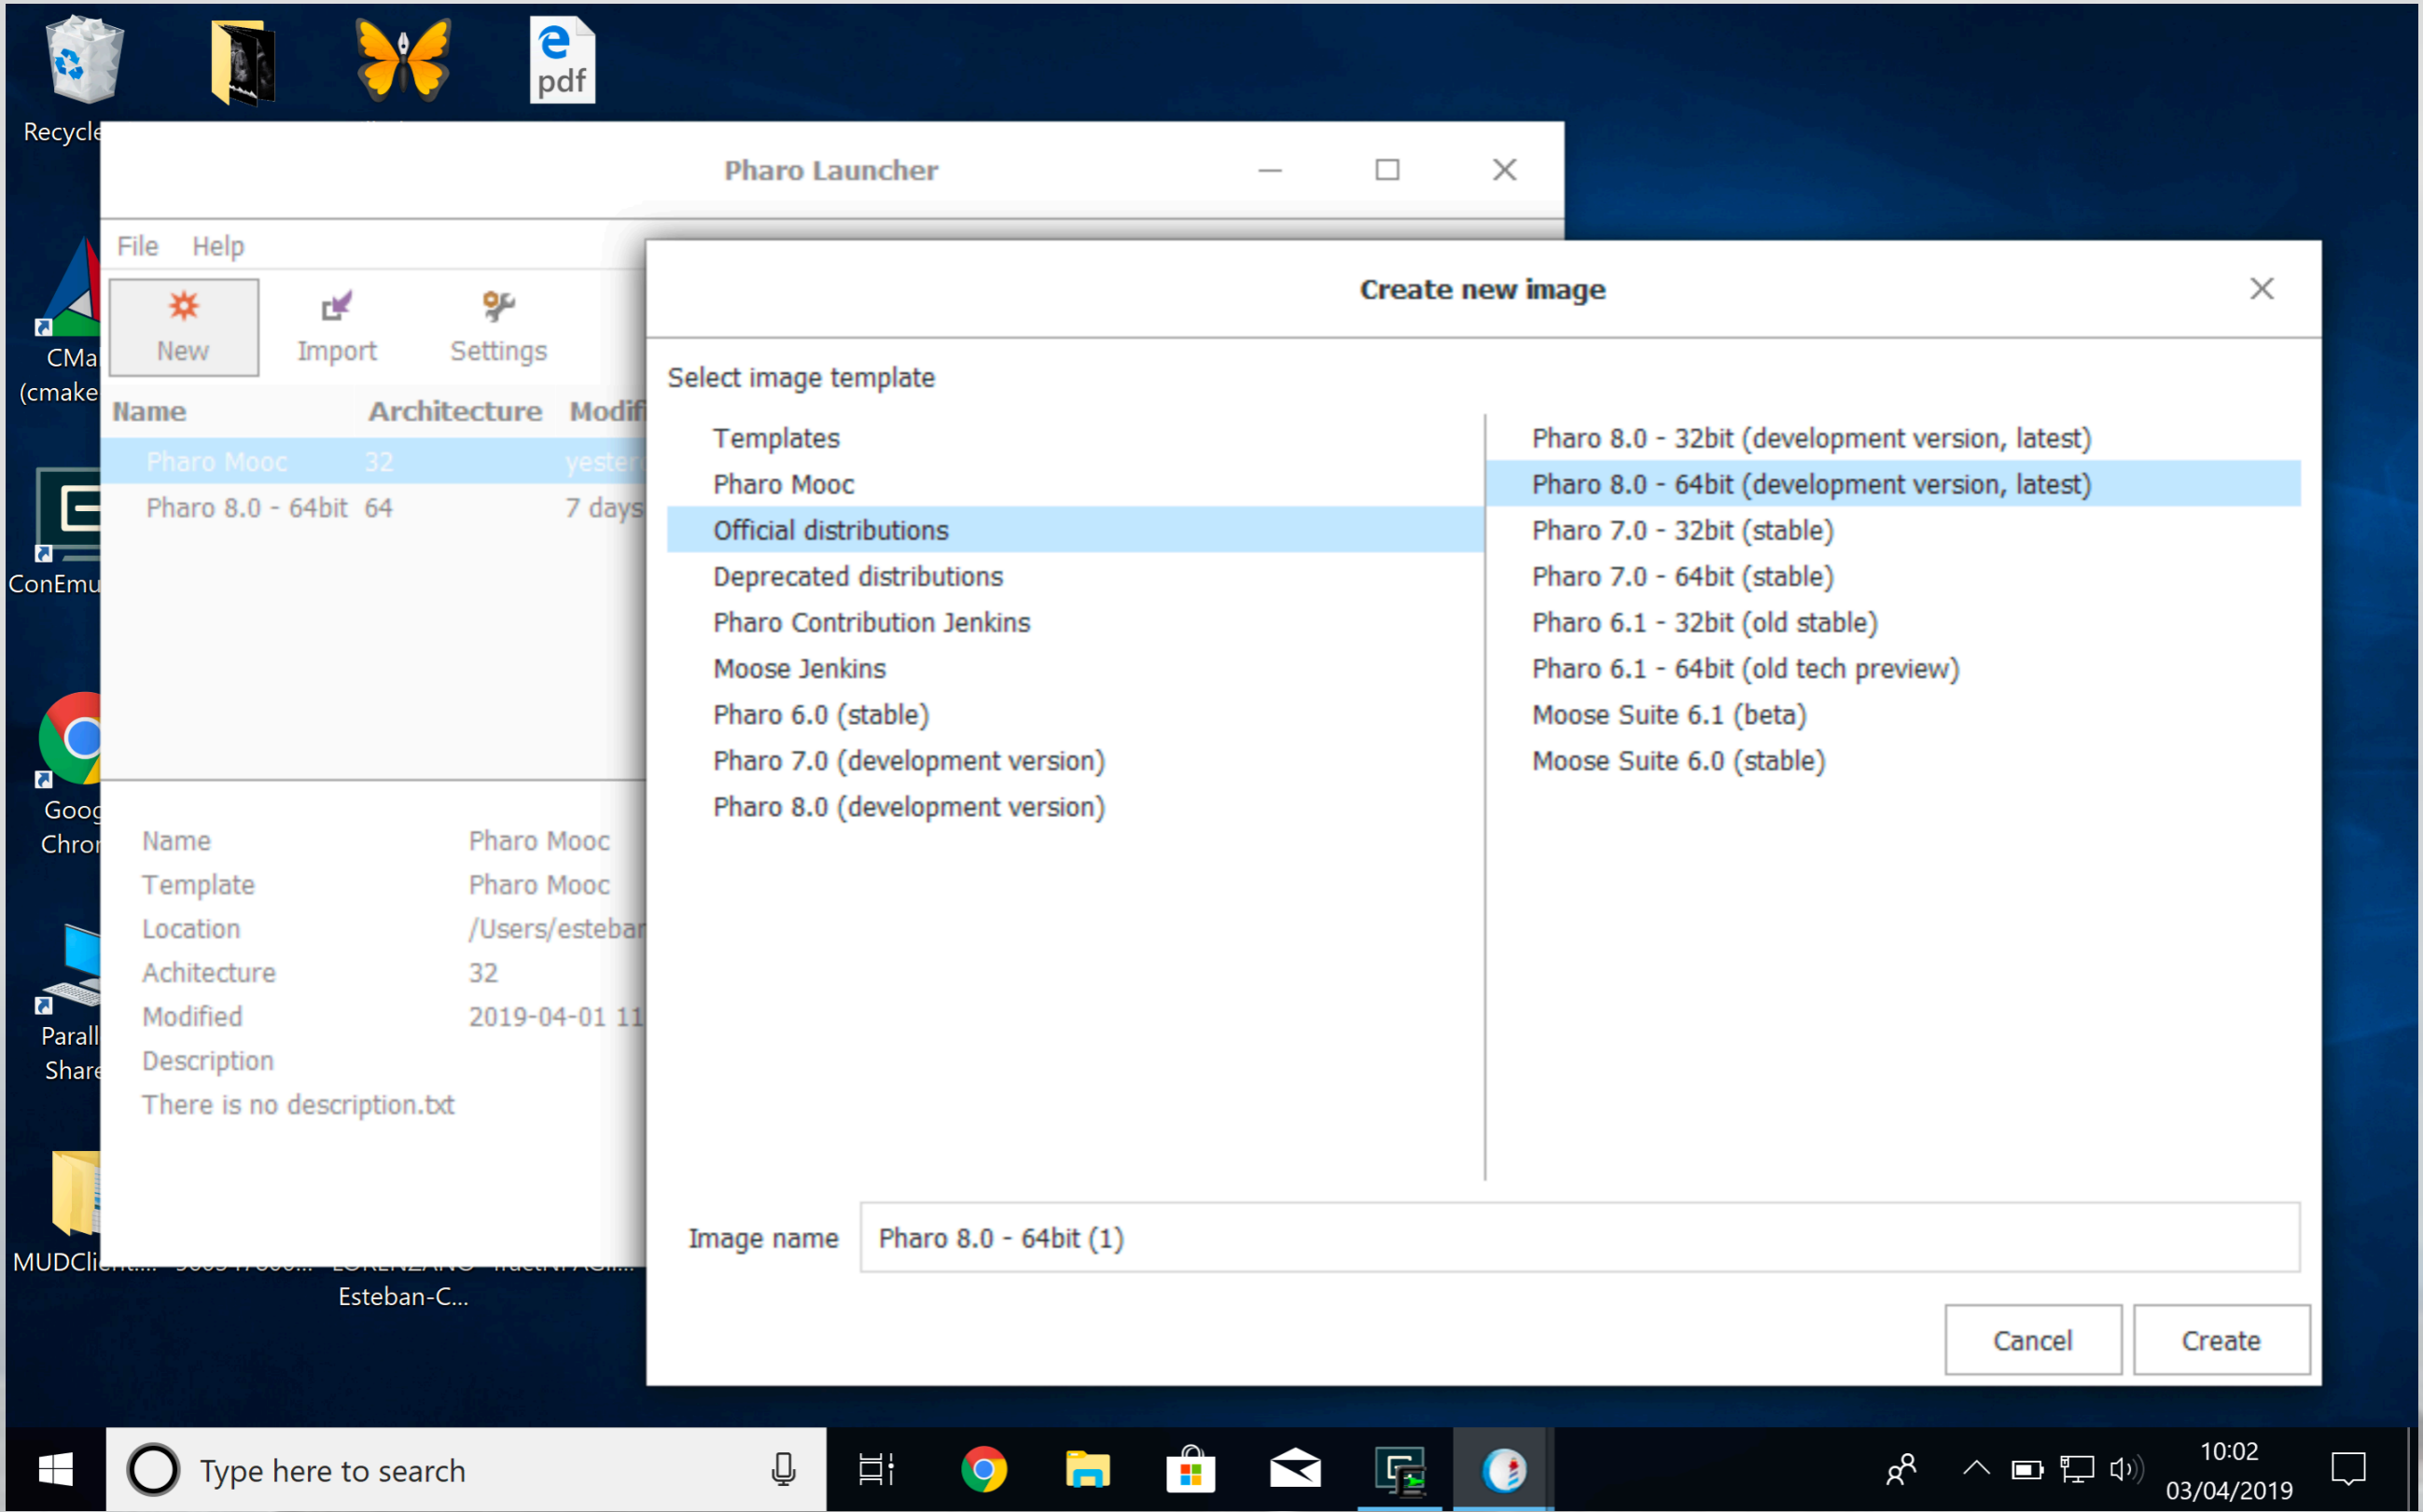 pdf
Recycle
Pharo Launcher
File Help
New Import Settings
Name Architecture Modifi
Pharo Mooc 32 yester
Pharo 8.0 - 64bit 64 7 days
CMa
(cmake
ConEmu
Goog
Chror
Parall
Share
MUDClient....
Esteban-C...
Name Pharo Mooc
Template Pharo Mooc
Location /Users/esteban
Achitecture 32
Modified 2019-04-01 11
Description
There is no description.txt
Create new image
Select image template
Templates
Pharo Mooc
Official distributions
Deprecated distributions
Pharo Contribution Jenkins
Moose Jenkins
Pharo 6.0 (stable)
Pharo 7.0 (development version)
Pharo 8.0 (development version)
Pharo 8.0 - 32bit (development version, latest)
Pharo 8.0 - 64bit (development version, latest)
Pharo 7.0 - 32bit (stable)
Pharo 7.0 - 64bit (stable)
Pharo 6.1 - 32bit (old stable)
Pharo 6.1 - 64bit (old tech preview)
Moose Suite 6.1 (beta)
Moose Suite 6.0 (stable)
Image name Pharo 8.0 - 64bit (1)
Cancel Create
Type here to search
10:02
03/04/2019